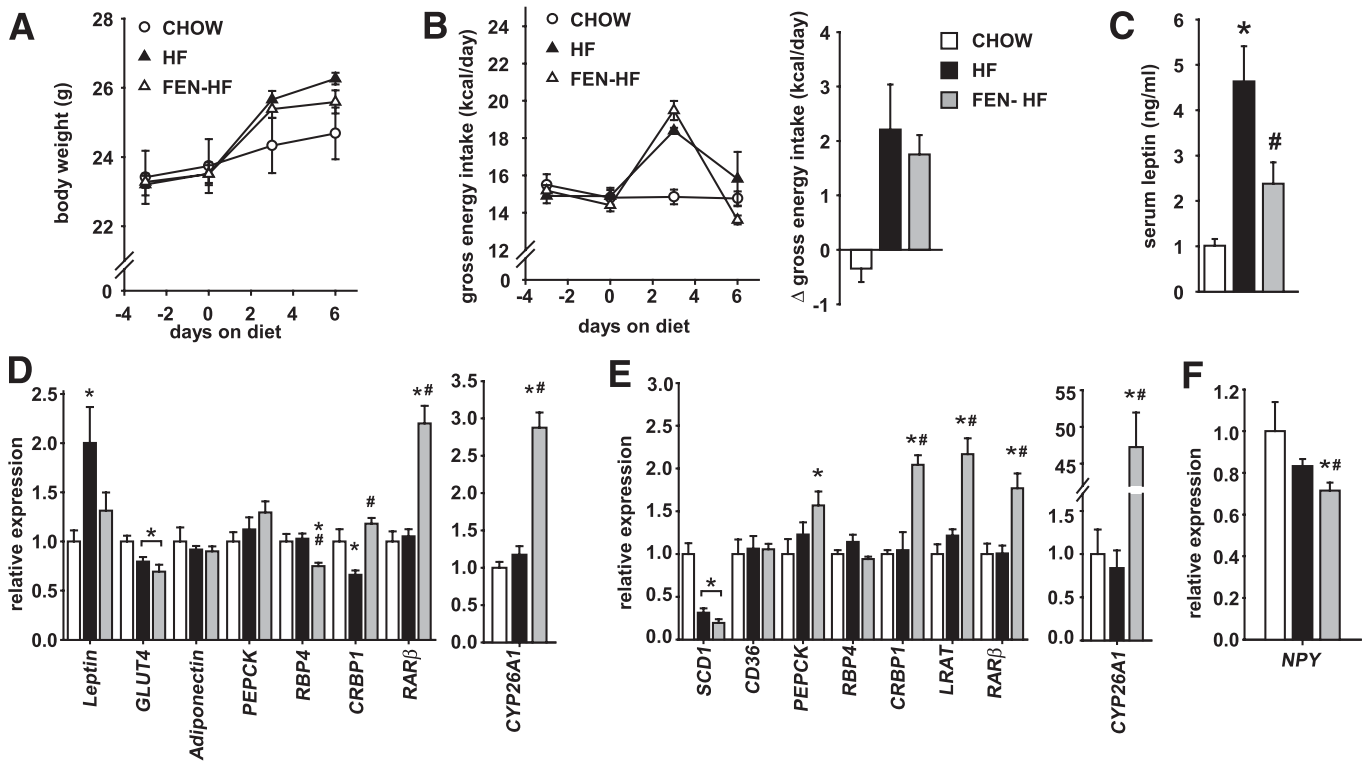 A
body weight (g)
28
26
24
22
0
CHOW
HF
FEN-HF
-4 -2 0 2 4 6
days on diet
B
gross energy intake (kcal/day)
24
22
20
18
16
14
12
0
CHOW
HF
FEN-HF
-4 -2 0 2 4 6
days on diet
Δ gross energy intake (kcal/day)
4
3
2
1
0
-1
CHOW
HF
FEN- HF
C
serum leptin (ng/ml)
6
5
4
3
2
1
0
*
#
D
relative expression
2.5
2.0
1.5
1.0
0.5
0.0
*
*
*
#
*
#
*#
Leptin
GLUT4
Adiponectin
PEPCK
RBP4
CRBP1
RARβ
3.5
3.0
2.5
2.0
1.5
1.0
0.5
0.0
*#
CYP26A1
E
relative expression
3.0
2.5
2.0
1.5
1.0
0.5
0.0
*
*
*#
*#
*#
SCD1
CD36
PEPCK
RBP4
CRBP1
LRAT
RARβ
55
50
45
1.5
1.0
0.5
0.0
*#
CYP26A1
F
relative expression
1.2
1.0
0.8
0.6
0.4
0.2
0.0
*#
NPY